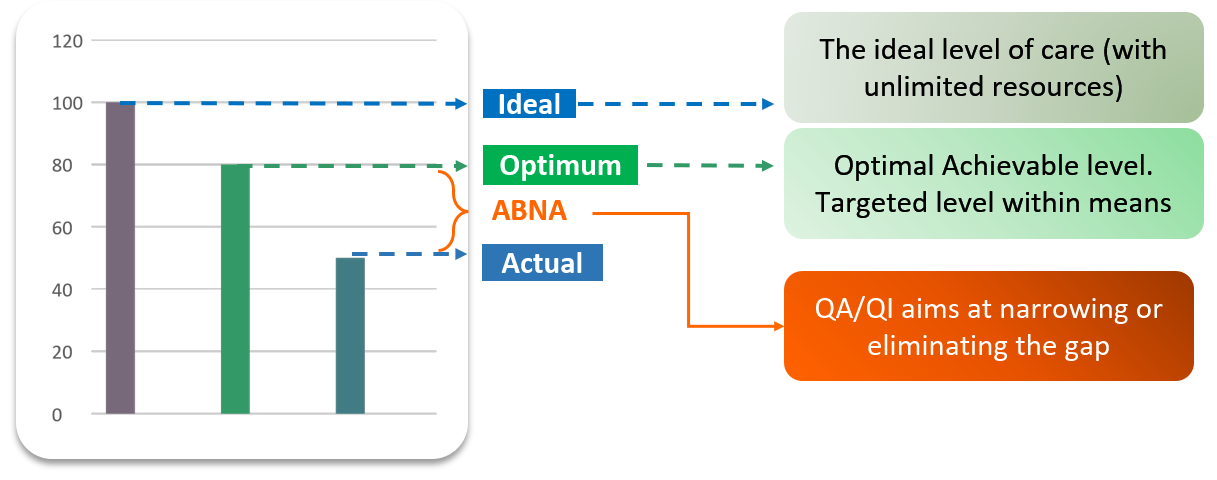 120
100
80
60
40
20
0
Ideal
Optimum
ABNA
Actual
The ideal level of care (with
unlimited resources)
Optimal Achievable level.
Targeted level within means
QA/QI aims at narrowing or
eliminating the gap